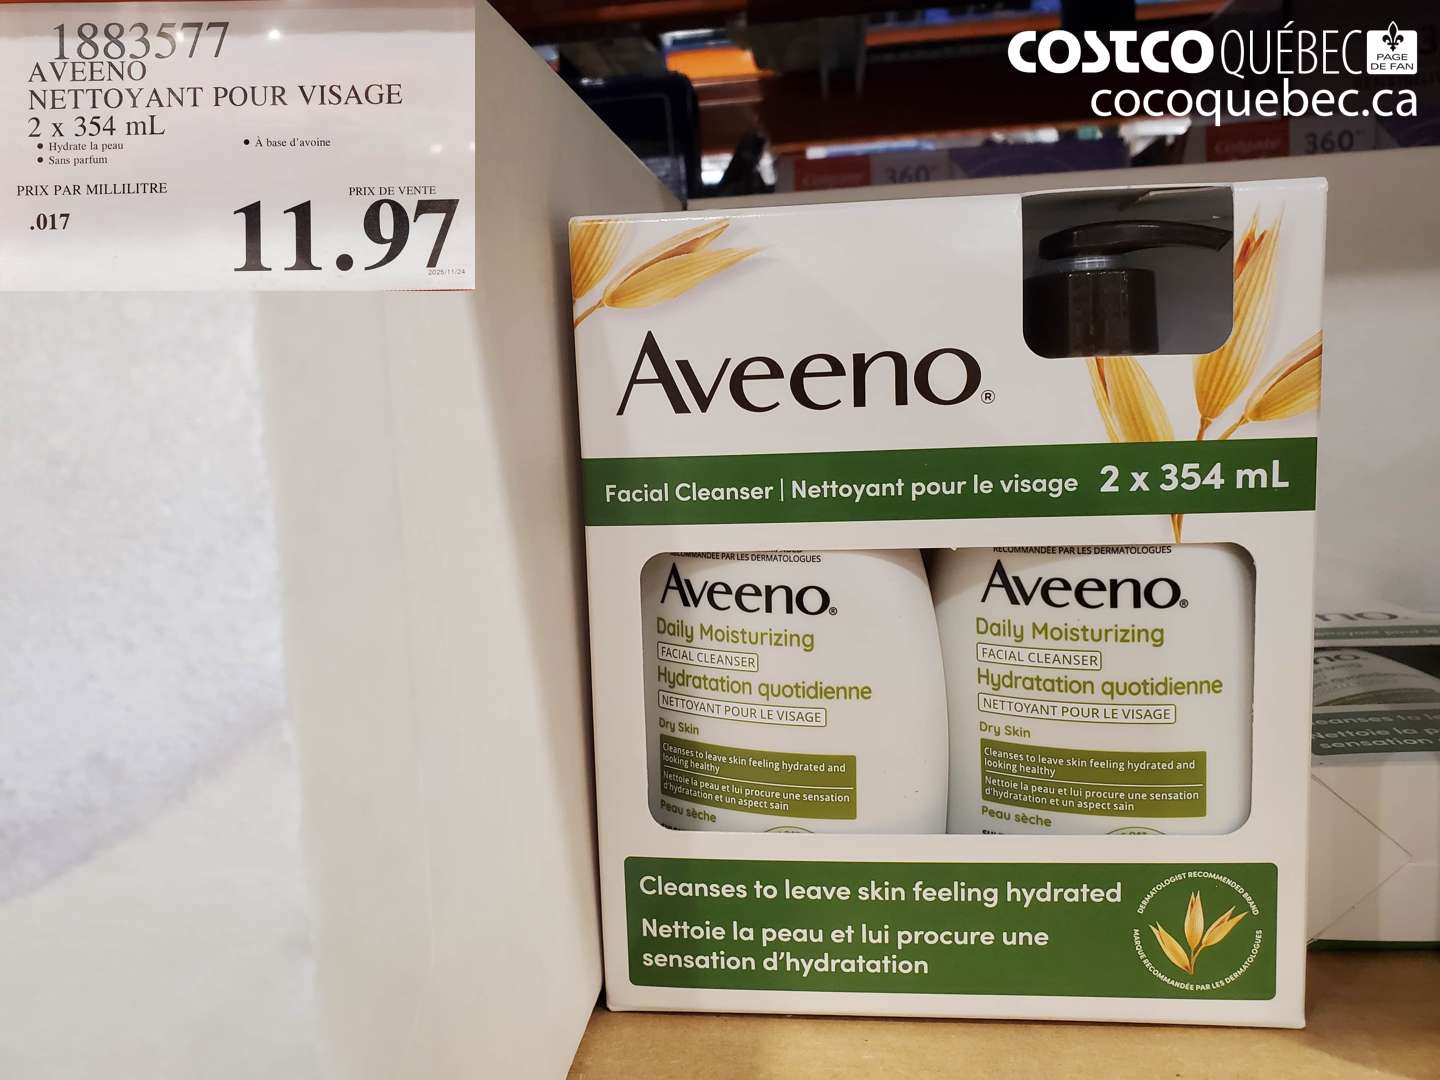 1883577
AVEENO
NETTOYANT POUR VISAGE
2 x 354 mL
• Hydrate la peau
• À base d'avoine
• Sans parfum
PRIX PAR MILLILITRE
PRIX DE VENTE
.017
11.97
2025/11/24
COSTCO QUÉBEC PAGE DE FAN
cocoquebec.ca
Colgate
360°
360°
Aveeno®
Facial Cleanser | Nettoyant pour le visage 2 x 354 mL
RECOMMANDÉE PAR LES DERMATOLOGUES
Aveeno®
Daily Moisturizing
FACIAL CLEANSER
Hydratation quotidienne
NETTOYANT POUR LE VISAGE
Dry Skin
Cleanses to leave skin feeling hydrated and
looking healthy
Nettoie la peau et lui procure une sensation
d'hydratation et un aspect sain
Peau sèche
RECOMMANDÉE PAR LES DERMATOLOGUES
Aveeno®
Daily Moisturizing
FACIAL CLEANSER
Hydratation quotidienne
NETTOYANT POUR LE VISAGE
Dry Skin
Cleanses to leave skin feeling hydrated and
looking healthy
Nettoie la peau et lui procure une sensation
d'hydratation et un aspect sain
Peau sèche
Cleanses to leave skin feeling hydrated
Nettoie la peau et lui procure une
sensation d'hydratation
DERMATOLOGIST RECOMMENDED BRAND
MARQUE RECOMMANDÉE PAR LES DERMATOLOGUES